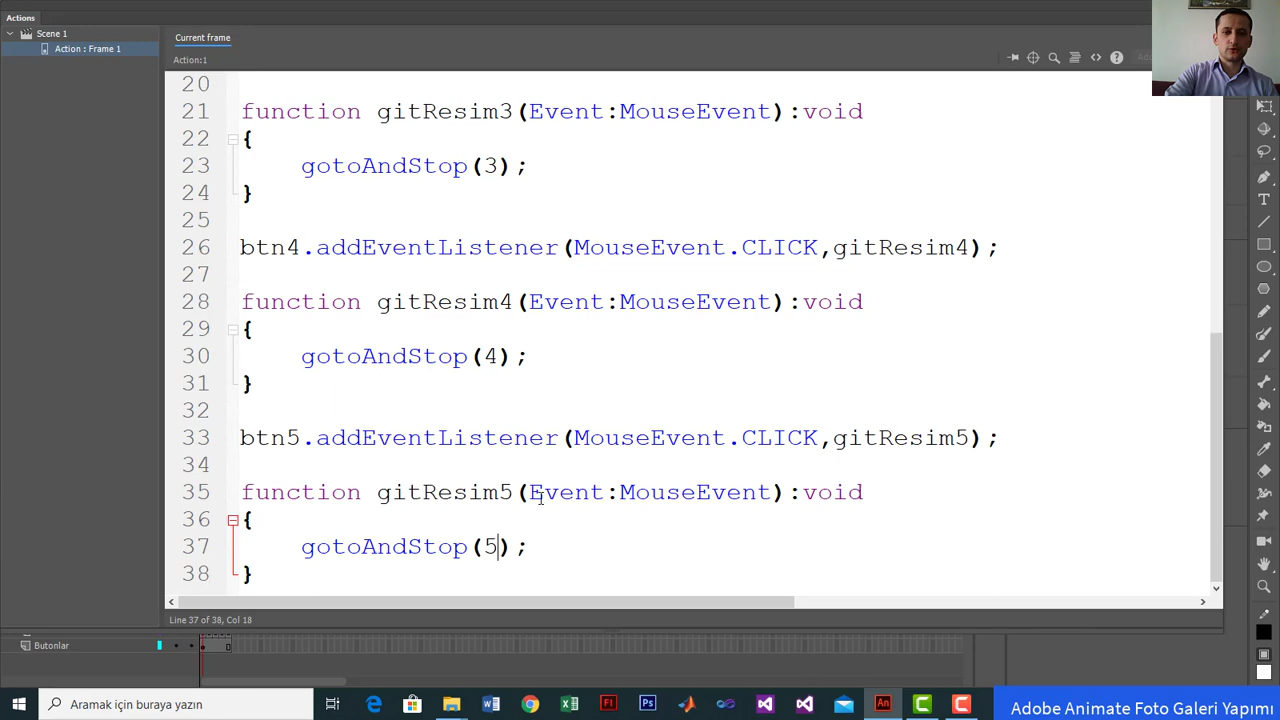 Actions
Scene 1
Action : Frame 1
Current frame
Action:1
20
21 function gitResim3(Event:MouseEvent):void
22 {
23 gotoAndStop(3);
24 }
25
26 btn4.addEventListener(MouseEvent.CLICK,gitResim4);
27
28 function gitResim4(Event:MouseEvent):void
29 {
30 gotoAndStop(4);
31 }
32
33 btn5.addEventListener(MouseEvent.CLICK,gitResim5);
34
35 function gitResim5(Event:MouseEvent):void
36 {
37 gotoAndStop(5);
38 }
Line 37 of 38, Col 18
Butonlar
Aramak için buraya yazın
Fl
Ps
An
Adobe Animate Foto Galeri Yapımı